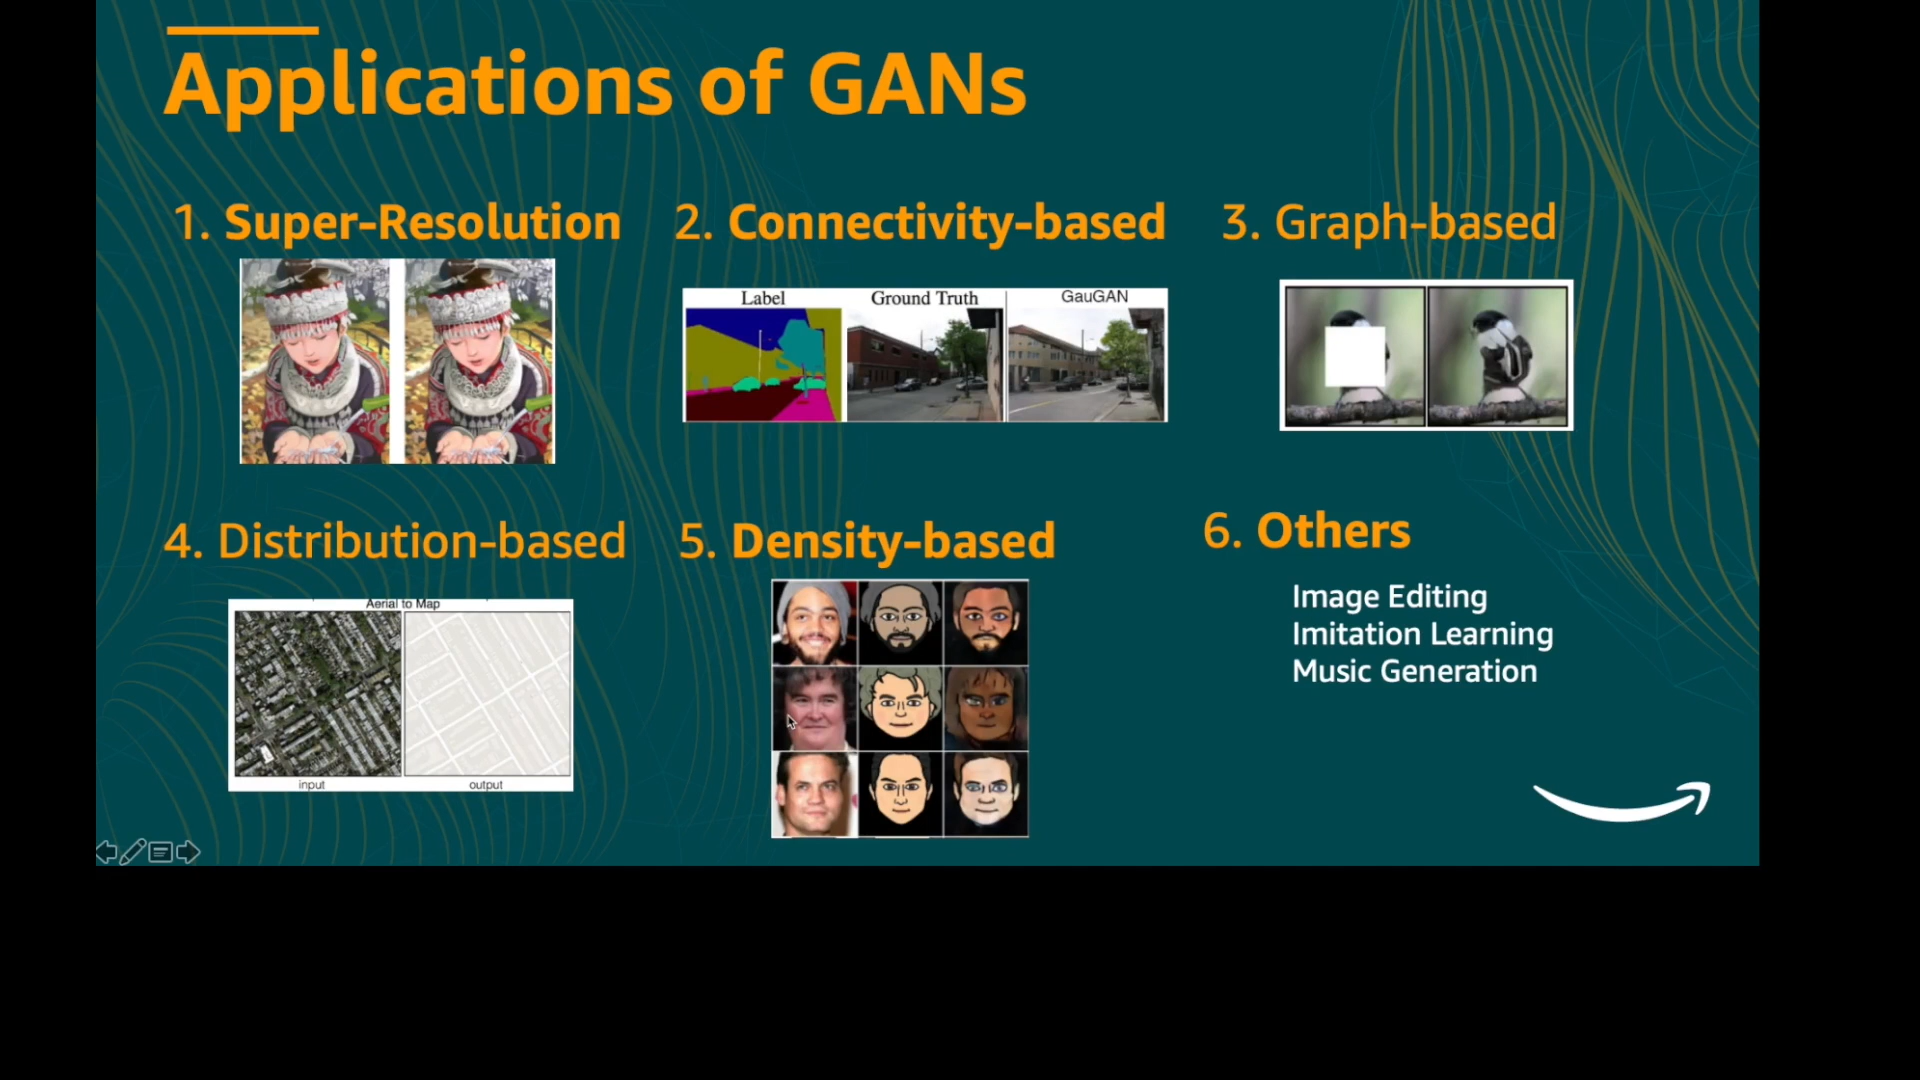 Applications of GANs
1. Super-Resolution
2. Connectivity-based
3. Graph-based
Label
Ground Truth
GauGAN
4. Distribution-based
5. Density-based
6. Others
Aerial to Map
input
output
Image Editing
Imitation Learning
Music Generation